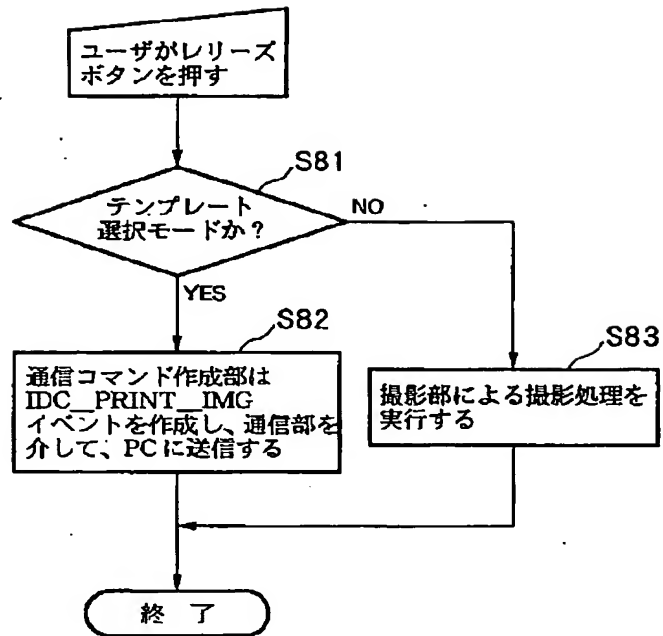 ユーザがレリーズ
ボタンを押す
S81
テンプレート
選択モードか？
NO
YES
S82
通信コマンド作成部は
IDC__PRINT__IMG
イベントを作成し、通信部を
介して、PCに送信する
S83
撮影部による撮影処理を
実行する
終了